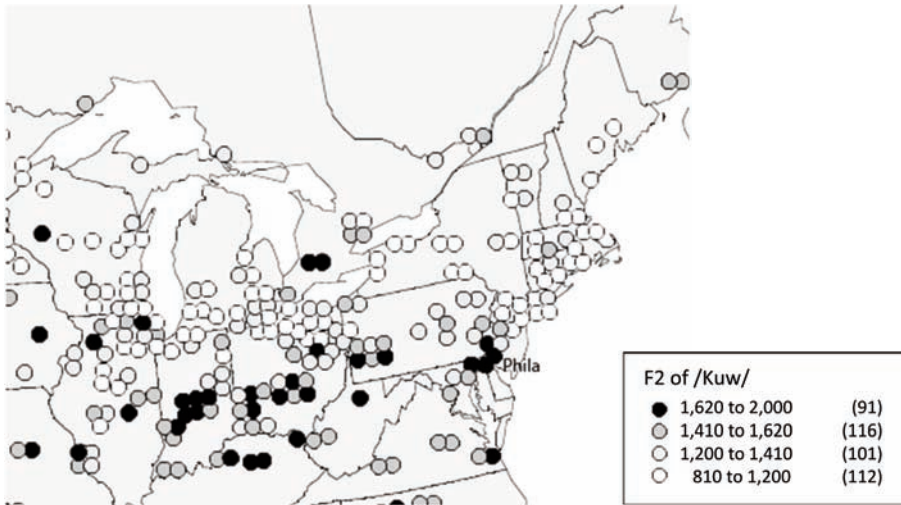 Phila
F2 of /Kuw/
1,620 to 2,000 (91)
1,410 to 1,620 (116)
1,200 to 1,410 (101)
810 to 1,200 (112)